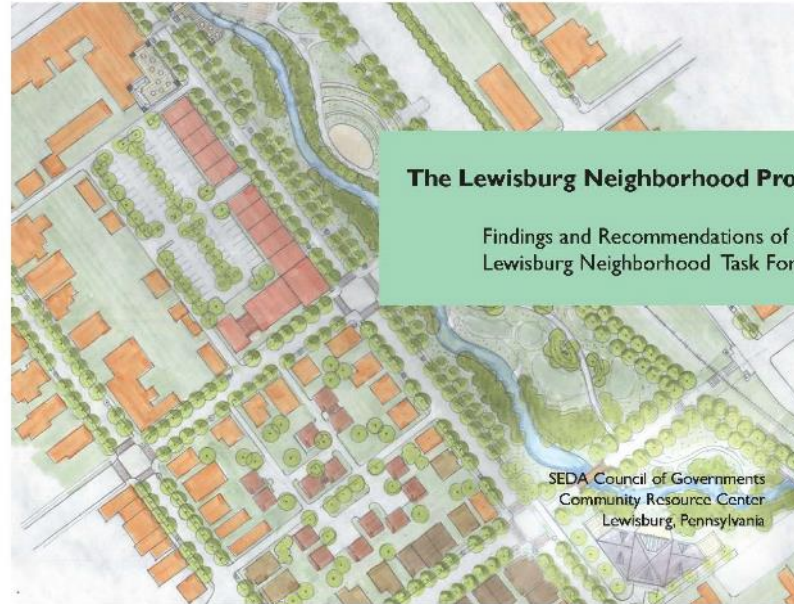 The Lewisburg Neighborhood Pro
Findings and Recommendations of
Lewisburg Neighborhood Task For
SEDA Council of Governments
Community Resource Center
Lewisburg, Pennsylvania